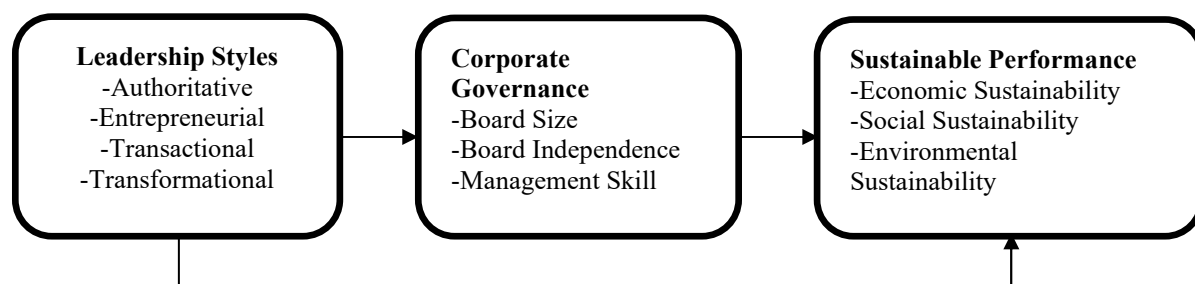 Leadership Styles
-Authoritative
-Entrepreneurial
-Transactional
-Transformational
Corporate
Governance
-Board Size
-Board Independence
-Management Skill
Sustainable Performance
-Economic Sustainability
-Social Sustainability
-Environmental
Sustainability